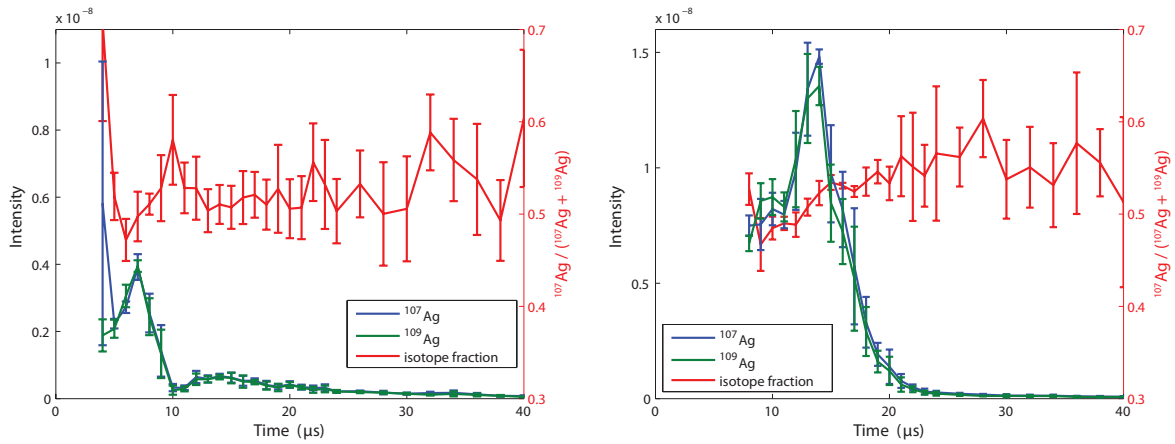 x 10⁻⁸
1
0.8
0.6
0.4
0.2
0
Intensity
0 10 20 30 40
Time (μs)
0.7
0.6
0.5
0.4
0.3
¹⁰⁷Ag / (¹⁰⁷Ag + ¹⁰⁹Ag)
¹⁰⁷Ag
¹⁰⁹Ag
isotope fraction
x 10⁻⁸
1.5
1
0.5
0
Intensity
0 10 20 30 40
Time (μs)
0.7
0.6
0.5
0.4
0.3
¹⁰⁷Ag / (¹⁰⁷Ag + ¹⁰⁹Ag)
¹⁰⁷Ag
¹⁰⁹Ag
isotope fraction